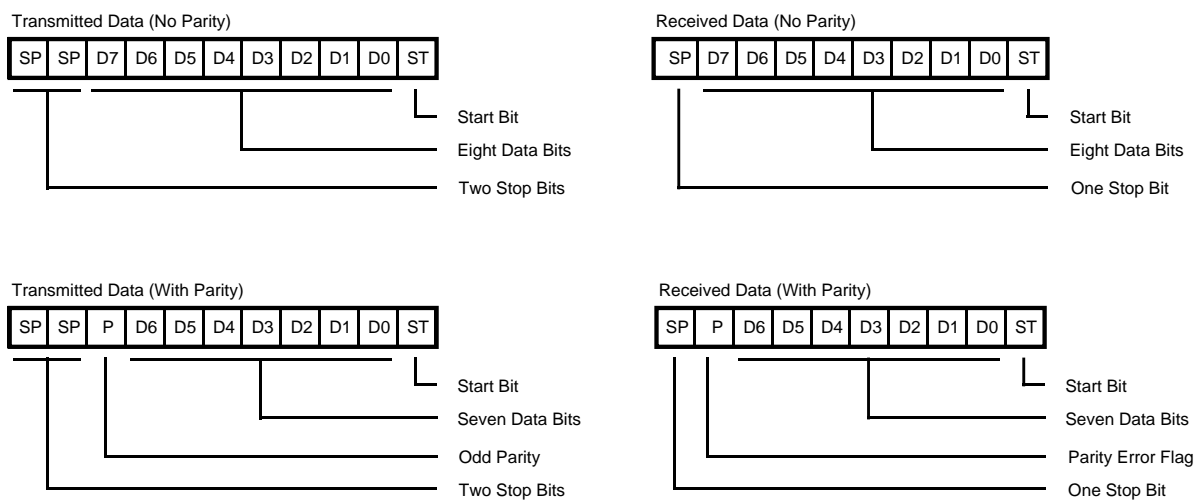 Transmitted Data (No Parity)
SP SP D7 D6 D5 D4 D3 D2 D1 D0 ST
Start Bit
Eight Data Bits
Two Stop Bits
Received Data (No Parity)
SP D7 D6 D5 D4 D3 D2 D1 D0 ST
Start Bit
Eight Data Bits
One Stop Bit
Transmitted Data (With Parity)
SP SP P D6 D5 D4 D3 D2 D1 D0 ST
Start Bit
Seven Data Bits
Odd Parity
Two Stop Bits
Received Data (With Parity)
SP P D6 D5 D4 D3 D2 D1 D0 ST
Start Bit
Seven Data Bits
Parity Error Flag
One Stop Bit